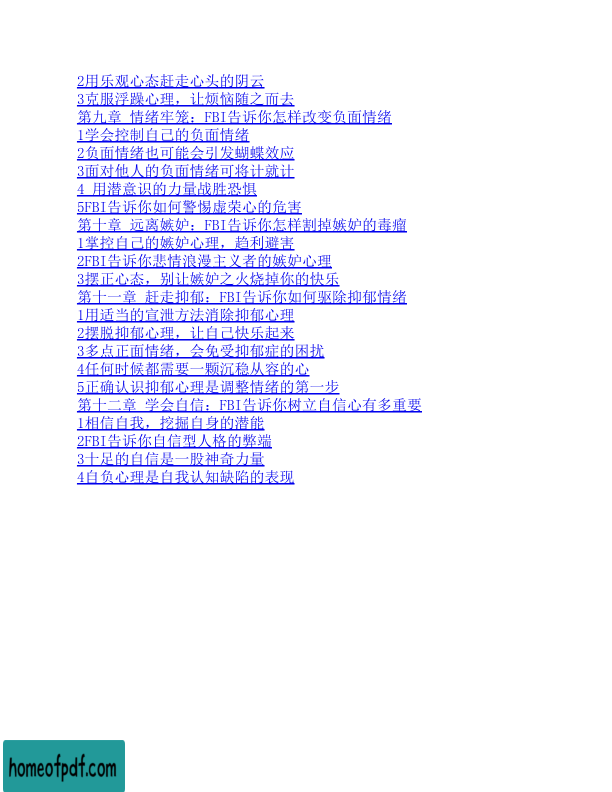 2用乐观心态赶走心头的阴云
3克服浮躁心理，让烦恼随之而去
第九章 情绪牢笼：FBI告诉你怎样改变负面情绪
1学会控制自己的负面情绪
2负面情绪也可能会引发蝴蝶效应
3面对他人的负面情绪可将计就计
4 用潜意识的力量战胜恐惧
5FBI告诉你如何警惕虚荣心的危害
第十章 远离嫉妒：FBI告诉你怎样割掉嫉妒的毒瘤
1掌控自己的嫉妒心理，趋利避害
2FBI告诉你悲情浪漫主义者的嫉妒心理
3摆正心态，别让嫉妒之火烧掉你的快乐
第十一章 赶走抑郁：FBI告诉你如何驱除抑郁情绪
1用适当的宣泄方法消除抑郁心理
2摆脱抑郁心理，让自己快乐起来
3多点正面情绪，会免受抑郁症的困扰
4任何时候都需要一颗沉稳从容的心
5正确认识抑郁心理是调整情绪的第一步
第十二章 学会自信：FBI告诉你树立自信心有多重要
1相信自我，挖掘自身的潜能
2FBI告诉你自信型人格的弊端
3十足的自信是一股神奇力量
4自负心理是自我认知缺陷的表现
homeofpdf.com